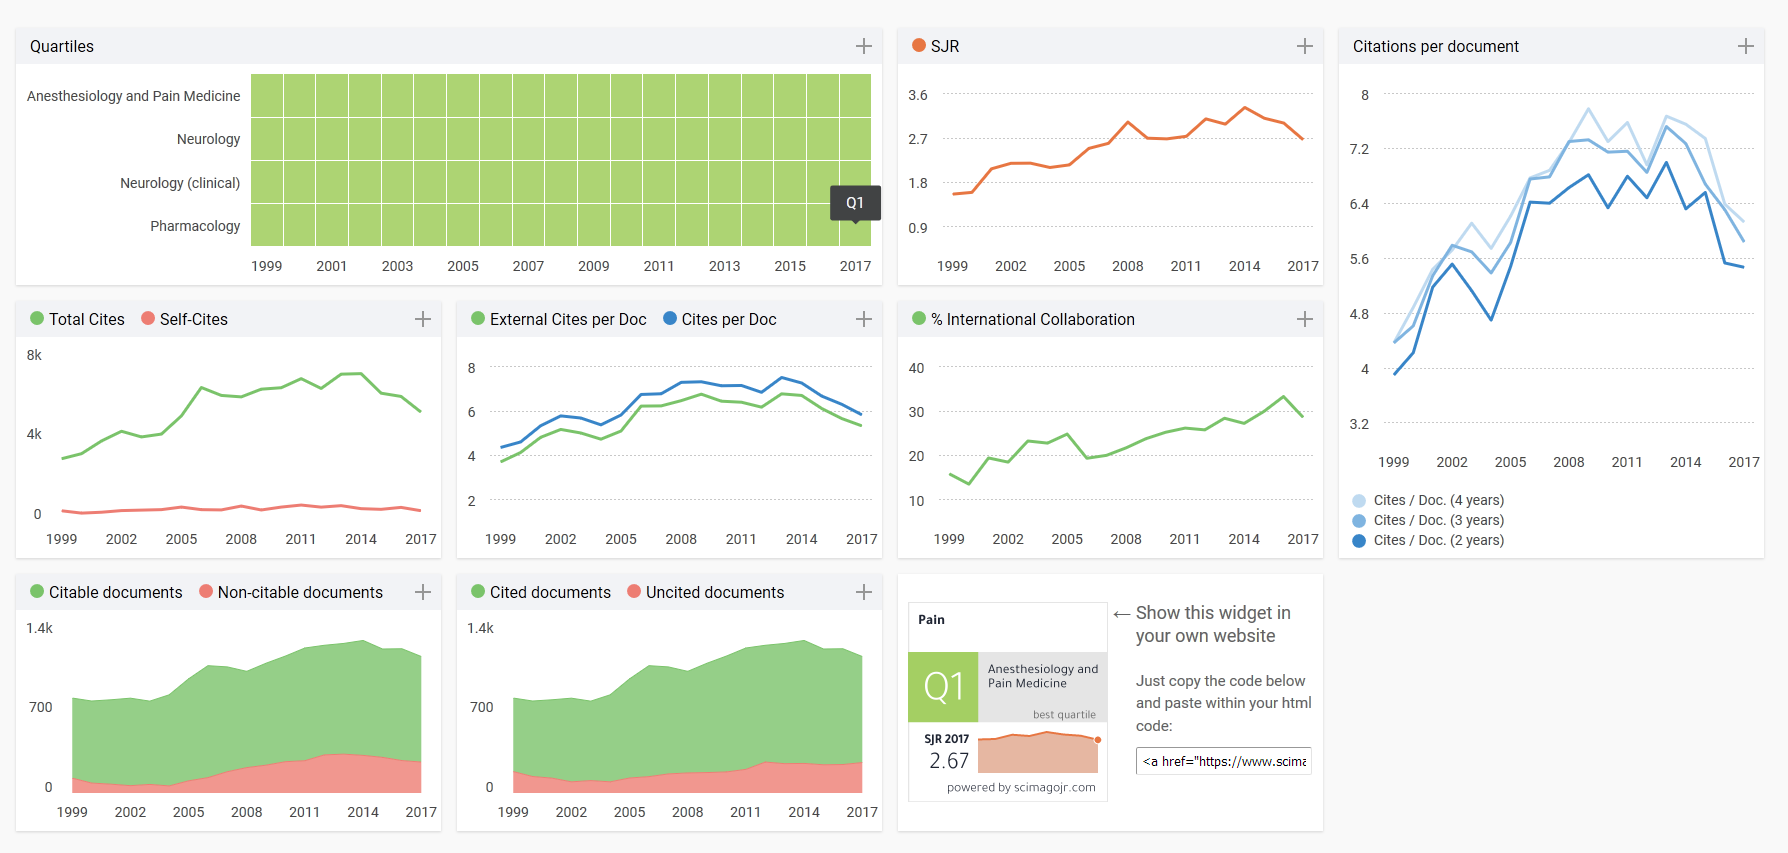 Quartiles
Anesthesiology and Pain Medicine
Neurology
Neurology (clinical)
Pharmacology
Q1
1999 2001 2003 2005 2007 2009 2011 2013 2015 2017
SJR
3.6
2.7
1.8
0.9
1999 2002 2005 2008 2011 2014 2017
Citations per document
8
7.2
6.4
5.6
4.8
4
3.2
1999 2002 2005 2008 2011 2014 2017
Cites / Doc. (4 years)
Cites / Doc. (3 years)
Cites / Doc. (2 years)
Total Cites Self-Cites
8k
4k
0
1999 2002 2005 2008 2011 2014 2017
External Cites per Doc Cites per Doc
8
6
4
2
1999 2002 2005 2008 2011 2014 2017
% International Collaboration
40
30
20
10
1999 2002 2005 2008 2011 2014 2017
Citable documents Non-citable documents
1.4k
700
0
1999 2002 2005 2008 2011 2014 2017
Cited documents Uncited documents
1.4k
700
0
1999 2002 2005 2008 2011 2014 2017
Pain
Q1
Anesthesiology and
Pain Medicine
best quartile
SJR 2017
2.67
powered by scimagojr.com
← Show this widget in
your own website
Just copy the code below
and paste within your html
code:
<a href="https://www.scima